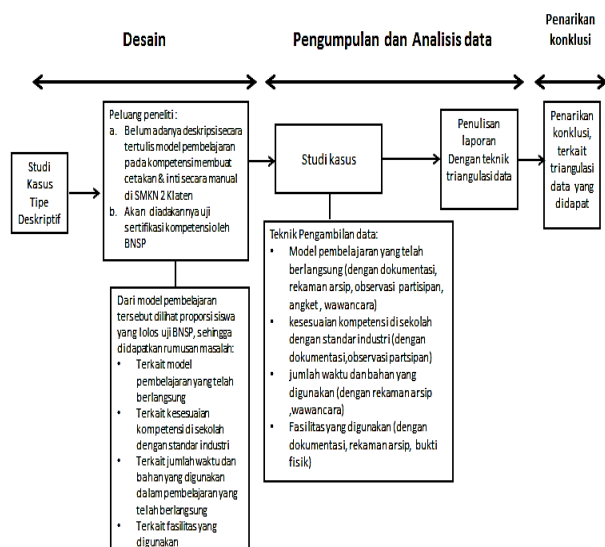 Desain
Pengumpulan dan Analisis data
Penarikan
konklusi
Studi
Kasus
Tipe
Deskriptif
Peluang peneliti :
a. Belum adanya deskripsi secara
tertulis model pembelajaran
pada kompetensi membuat
cetakan & inti secara manual
di SMKN 2 Klaten
b. Akan diadakannya uji
sertifikasi kompetensi oleh
BNSP
Studi kasus
Penulisan
laporan
Dengan teknik
triangulasi data
Penarikan
konklusi,
terkait
triangulasi
data yang
didapat
Dari model pembelajaran
tersebut dilihat proporsi siswa
yang lolos uji BNSP, sehingga
didapatkan rumusan masalah:
• Terkait model
pembelajaran yang telah
berlangsung
• Terkait kesesuaian
kompetensi di sekolah
dengan standar industri
• Terkait jumlah waktu dan
bahan yang digunakan
dalam pembelajaran yang
telah berlangsung
• Terkait fasilitas yang
digunakan
Teknik Pengambilan data:
• Model pembelajaran yang telah
berlangsung (dengan dokumentasi,
rekaman arsip, observasi partisipan,
angket , wawancara)
• kesesuaian kompetensi di sekolah
dengan standar industri (dengan
dokumentasi,observasi partsipan)
• jumlah waktu dan bahan yang
digunakan (dengan rekaman arsip
,wawancara)
• Fasilitas yang digunakan (dengan
dokumentasi, rekaman arsip, bukti
fisik)